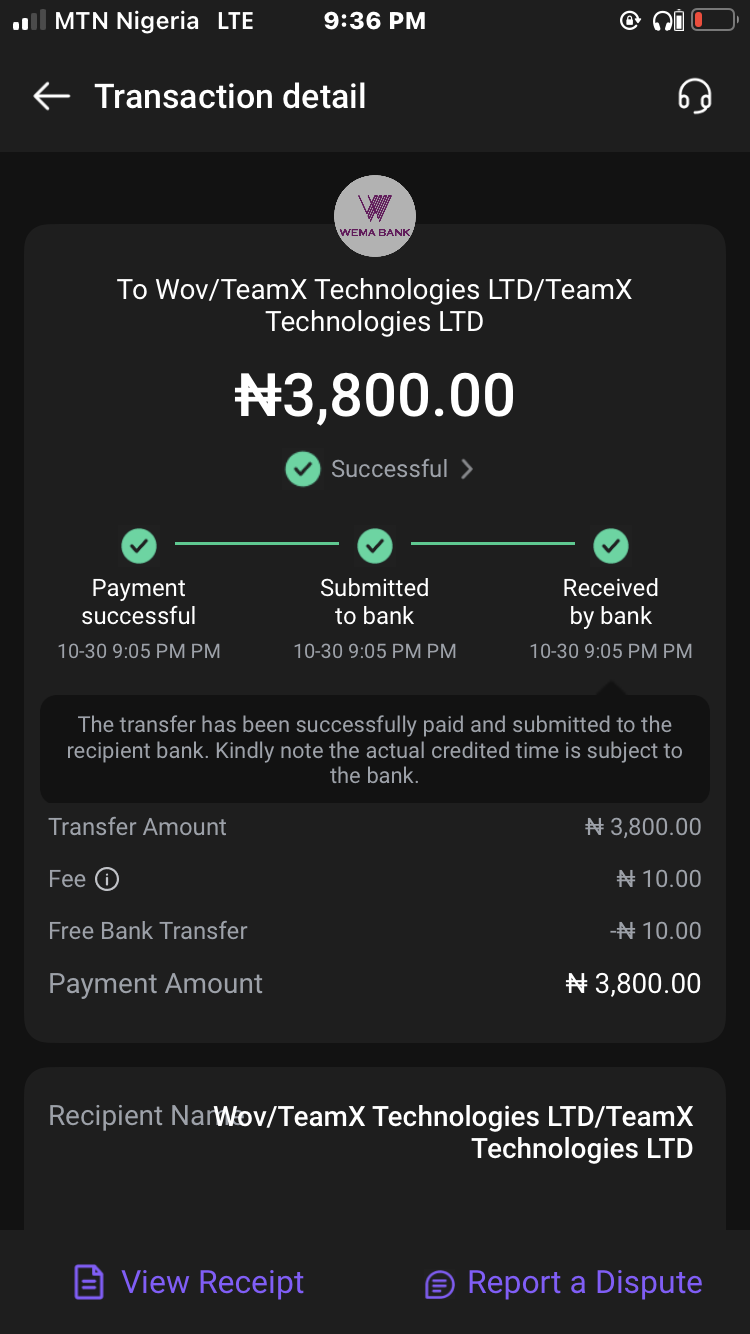 MTN Nigeria LTE 9:36 PM
Transaction detail
WEMA BANK
To Wov/TeamX Technologies LTD/TeamX
Technologies LTD
₦3,800.00
Successful
Payment successful
Submitted to bank
Received by bank
10-30 9:05 PM PM
10-30 9:05 PM PM
10-30 9:05 PM PM
The transfer has been successfully paid and submitted to the
recipient bank. Kindly note the actual credited time is subject to
the bank.
Transfer Amount ₦ 3,800.00
Fee ₦ 10.00
Free Bank Transfer -₦ 10.00
Payment Amount ₦ 3,800.00
Recipient Name Wov/TeamX Technologies LTD/TeamX
Technologies LTD
View Receipt Report a Dispute